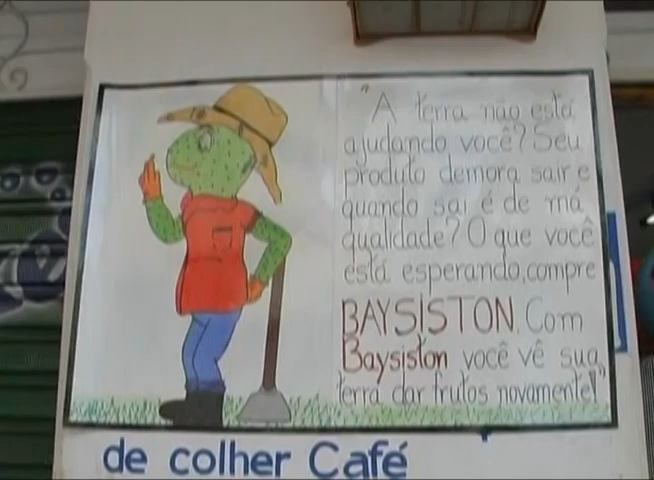 "A terra não está
ajudando você? Seu
produto demora sair e
quando sai é de má
qualidade? O que você
está esperando, compre
BAYSISTON. Com
Baysiston você vê sua
terra dar frutos novamente!"
de colher Café